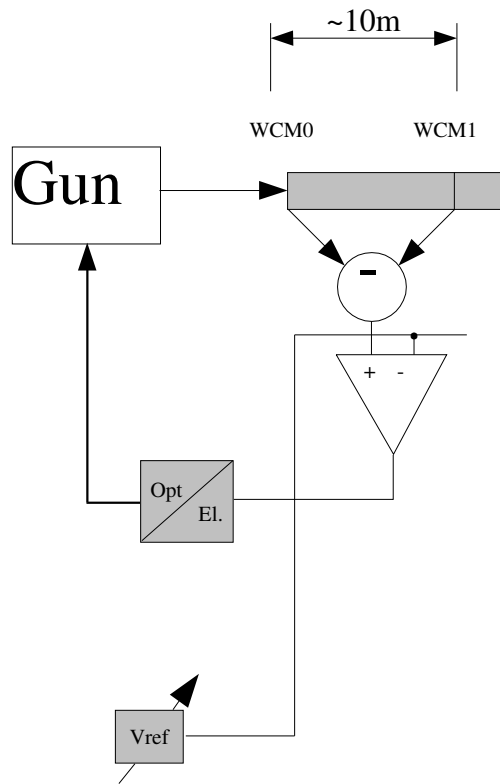 ~10m
WCM0 WCM1
Gun
-
+ -
Opt
El.
Vref